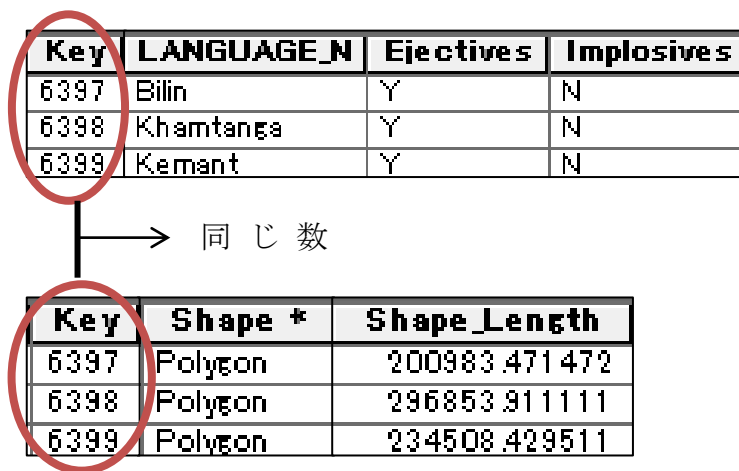 Key LANGUAGE_N Ejectives Implosives
6397 Bilin Y N
6398 Khamtanga Y N
6399 Kemant Y N
同じ数
Key Shape * Shape_Length
6397 Polygon 200983.471472
6398 Polygon 296853.911111
6399 Polygon 234508.429511